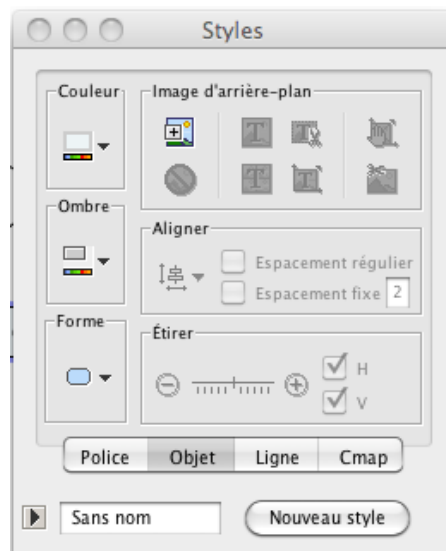 Styles
Couleur
Image d'arrière-plan
Ombre
Aligner
Espacement régulier
Espacement fixe 2
Forme
Étirer
H
V
Police Objet Ligne Cmap
Sans nom Nouveau style